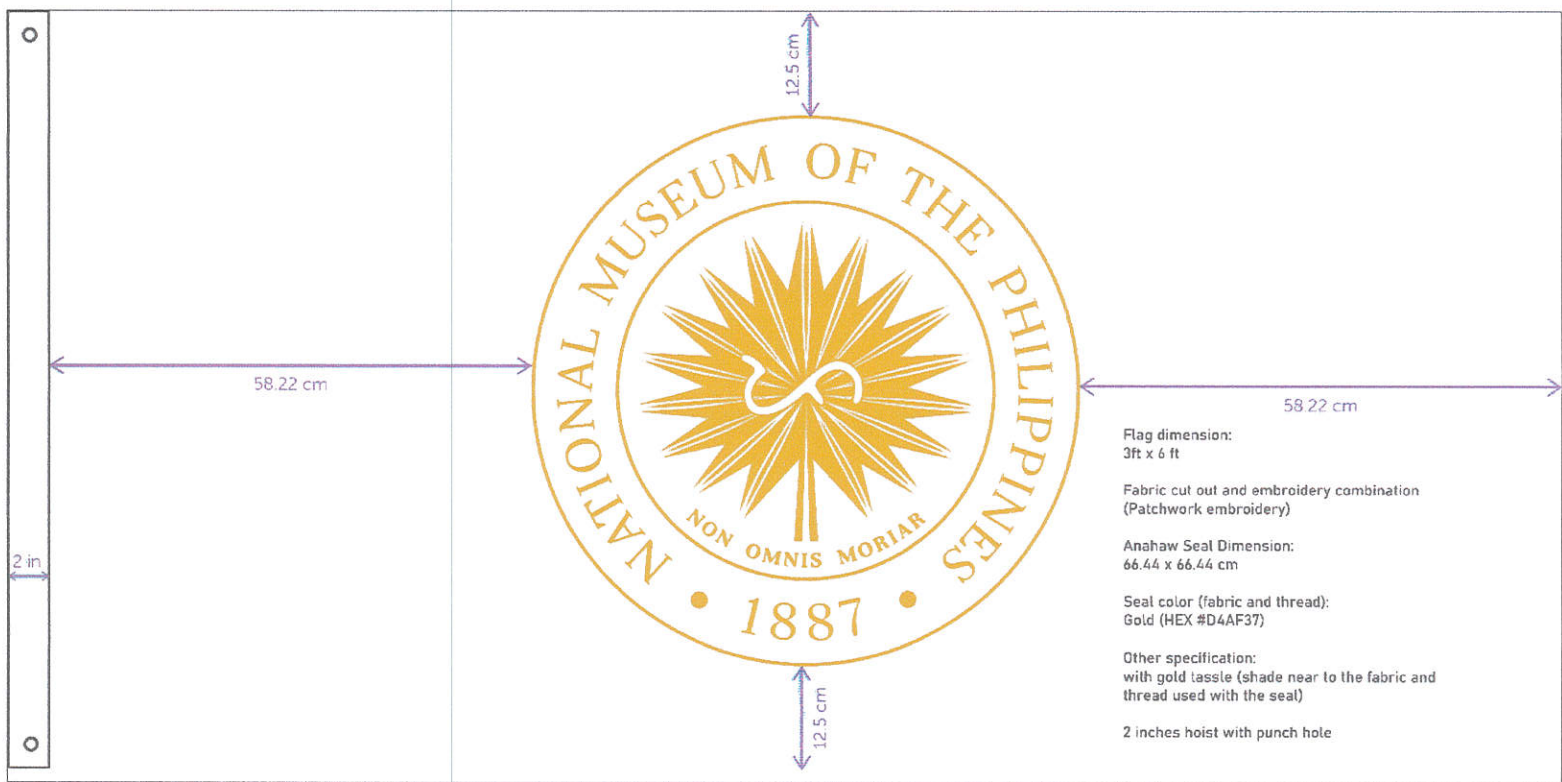 12.5 cm
NATIONAL MUSEUM OF THE PHILIPPINES
58.22 cm
58.22 cm
NON OMNIS MORIAR
• 1887 •
2 in
12.5 cm
Flag dimension:
3ft x 6 ft
Fabric cut out and embroidery combination
(Patchwork embroidery)
Anahaw Seal Dimension:
66.44 x 66.44 cm
Seal color (fabric and thread):
Gold (HEX #D4AF37)
Other specification:
with gold tassle (shade near to the fabric and
thread used with the seal)
2 inches hoist with punch hole